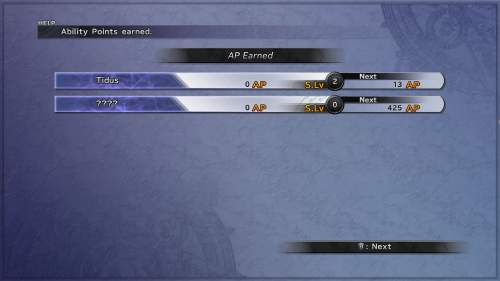 HELP
Ability Points earned.
AP Earned
Tidus 0 AP S.Lv 2 Next 13 AP
???? 0 AP S.Lv 0 Next 425 AP
: Next